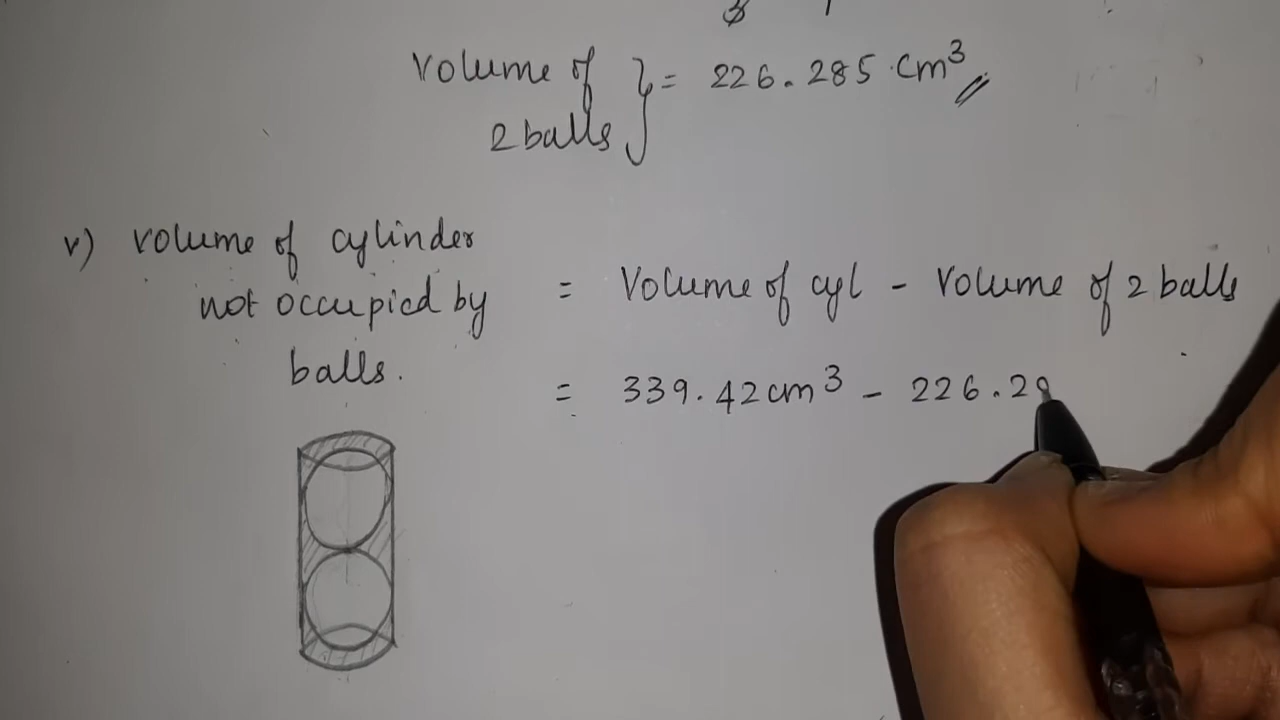 Volume of } = 226.285 cm³
2 balls
v) volume of cylinder
not occupied by = Volume of cyl - volume of 2 balls
balls.
= 339.42 cm³ - 226.2